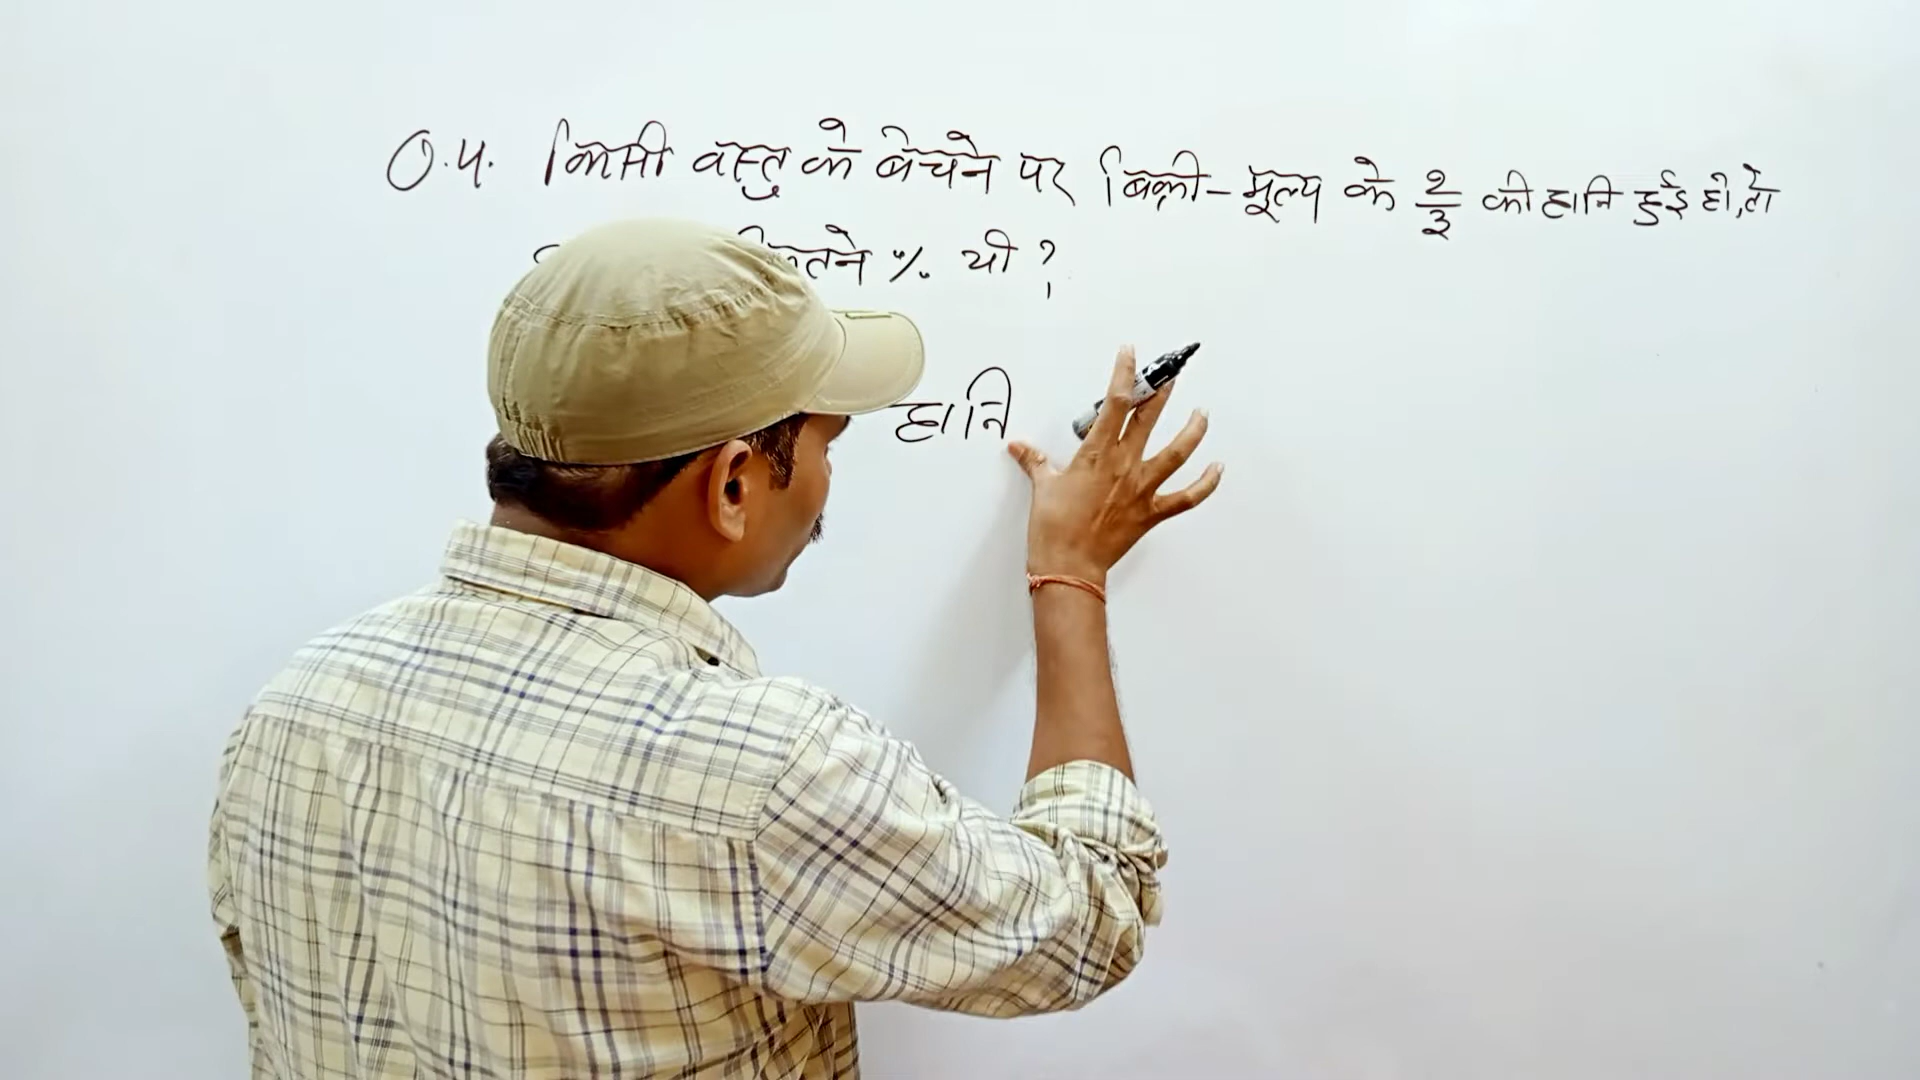 Q.4. किसी वस्तु के बेचने पर बिक्री-मूल्य के 2/3 की हानि हुई हो, तो
कितने % थी ?
हानि